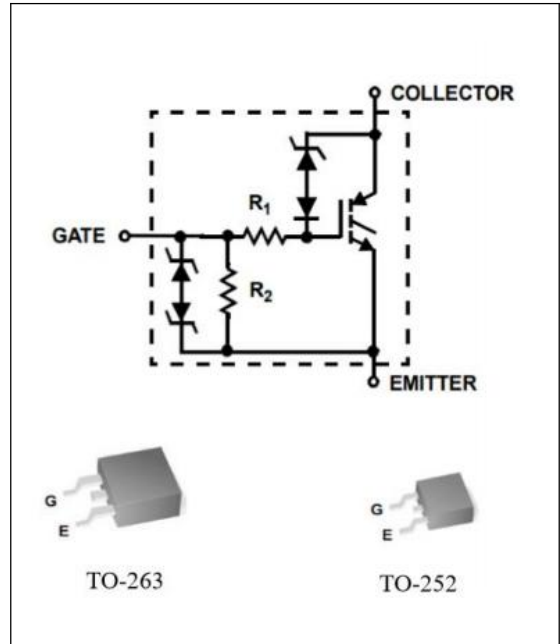 COLLECTOR
R1
GATE
R2
EMITTER
G
E
TO-263
G
E
TO-252